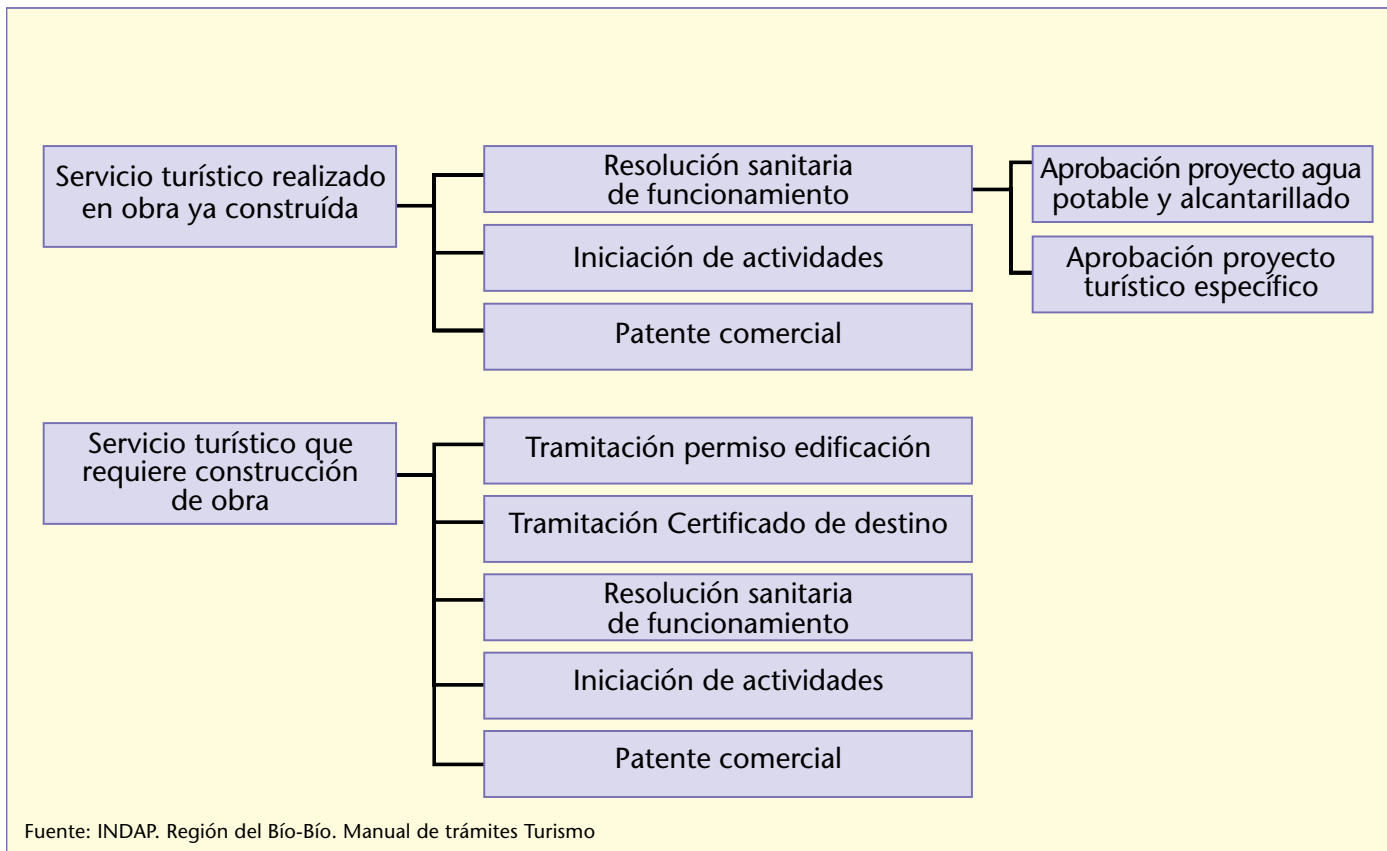 Servicio turístico realizado
en obra ya construída
Resolución sanitaria
de funcionamiento
Aprobación proyecto agua
potable y alcantarillado
Aprobación proyecto
turístico específico
Iniciación de actividades
Patente comercial
Servicio turístico que
requiere construcción
de obra
Tramitación permiso edificación
Tramitación Certificado de destino
Resolución sanitaria
de funcionamiento
Iniciación de actividades
Patente comercial
Fuente: INDAP. Región del Bío-Bío. Manual de trámites Turismo